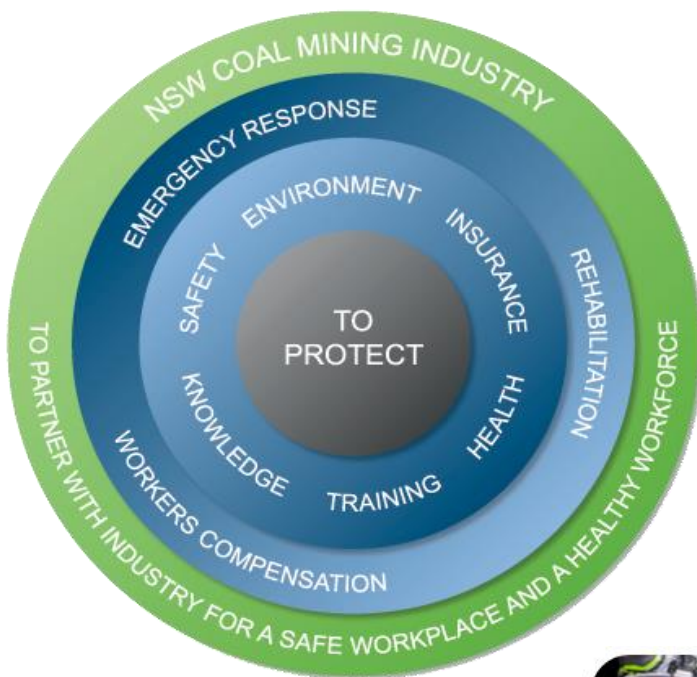 NSW COAL MINING INDUSTRY
EMERGENCY RESPONSE
ENVIRONMENT
INSURANCE
SAFETY
TO
PROTECT
REHABILITATION
KNOWLEDGE
HEALTH
TRAINING
WORKERS COMPENSATION
TO PARTNER WITH INDUSTRY FOR A SAFE WORKPLACE AND A HEALTHY WORKFORCE